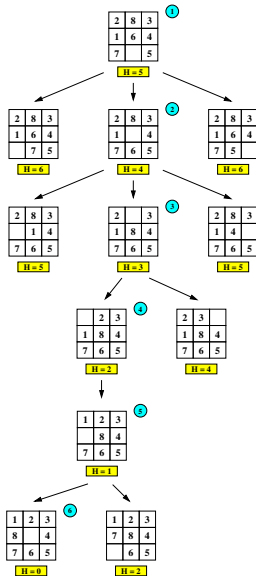 2 8 3 1
1 6 4
7 5
H = 5
2 8 3 2 8 3 2 2 8 3
1 6 4 1 4 1 6 4
7 5 7 6 5 7 5
H = 6 H = 4 H = 6
2 8 3 2 3 3 2 8 3
1 4 1 8 4 1 4
7 6 5 7 6 5 7 6 5
H = 5 H = 3 H = 5
2 3 4 2 3
1 8 4 1 8 4
7 6 5 7 6 5
H = 2 H = 4
1 2 3 5
8 4
7 6 5
H = 1
1 2 3 6 1 2 3
8 4 7 8 4
7 6 5 6 5
H = 0 H = 2